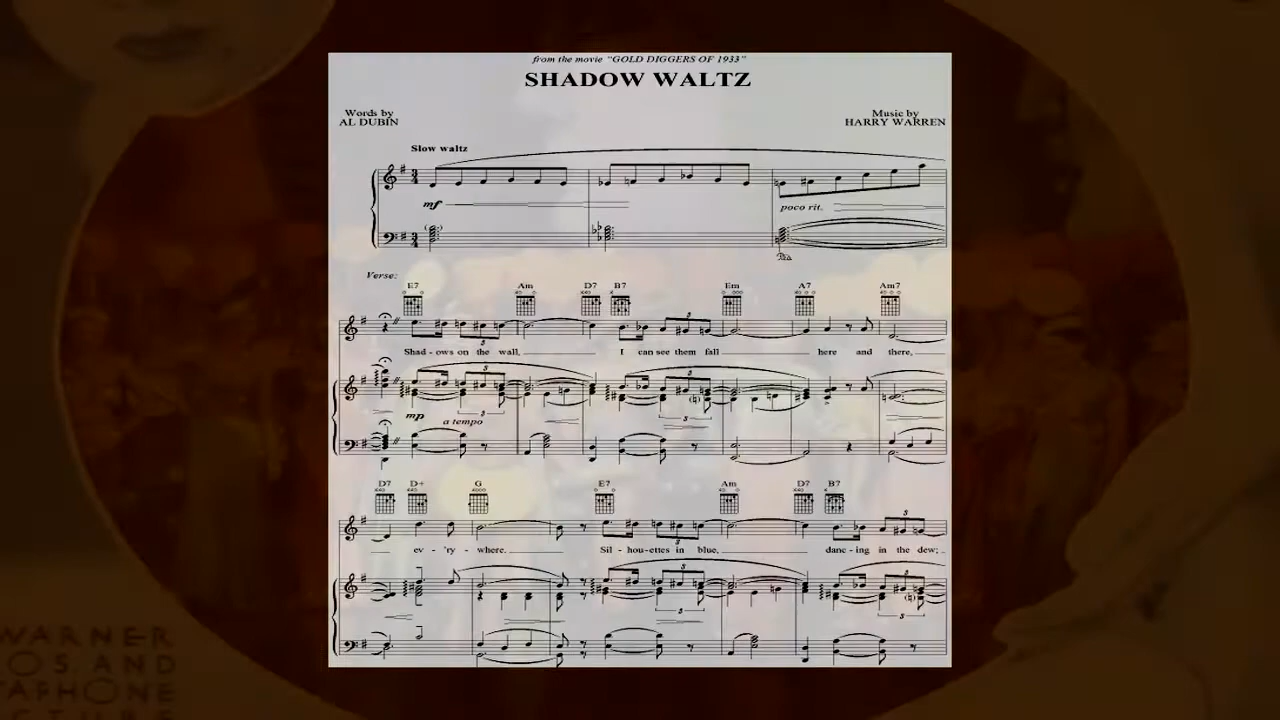 from the movie "GOLD DIGGERS OF 1933"
SHADOW WALTZ
Words by
AL DUBIN
Music by
HARRY WARREN
Slow waltz
mf
poco rit.
Verse:
E7 Am D7 B7 Em A7 Am7
Shad - ows on the wall, I can see them fall here and there,
mp
a tempo
D7 D+ G E7 Am D7 B7
ev - 'ry - where. Sil - hou-ettes in blue, danc - ing in the dew;
WARNER
OS. AND
TAPHONE
CTURE